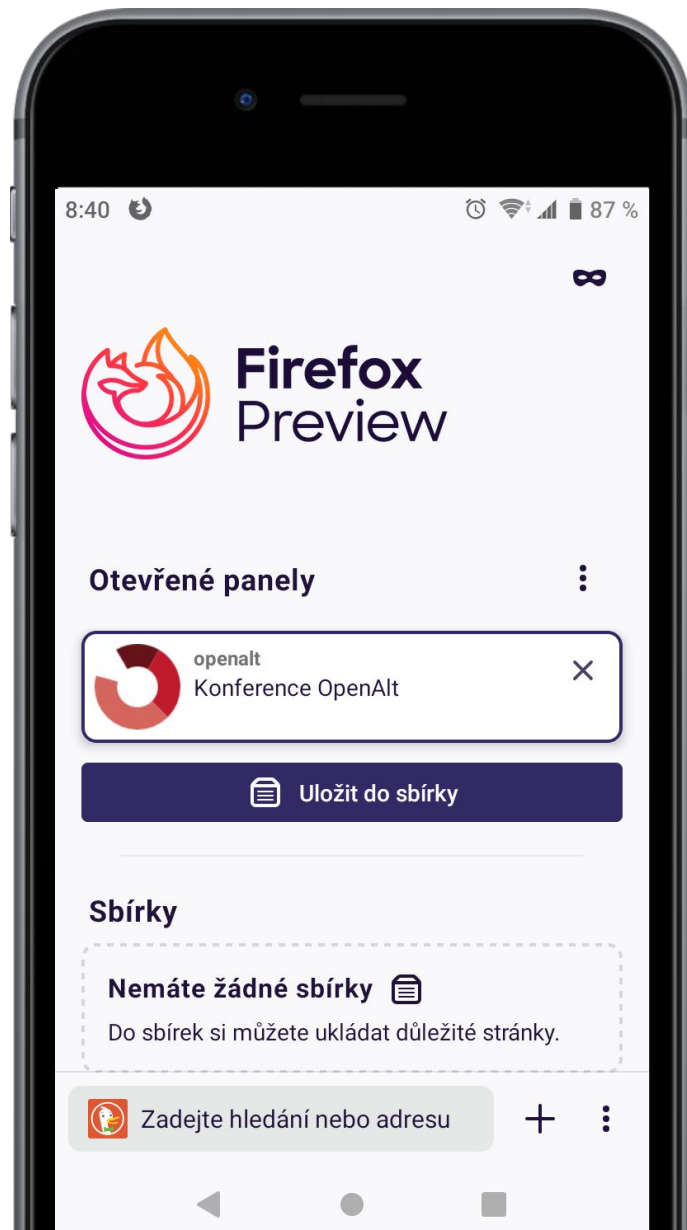 8:40
87 %
Firefox
Preview
Otevřené panely
openalt
Konference OpenAlt
Uložit do sbírky
Sbírky
Nemáte žádné sbírky
Do sbírek si můžete ukládat důležité stránky.
Zadejte hledání nebo adresu